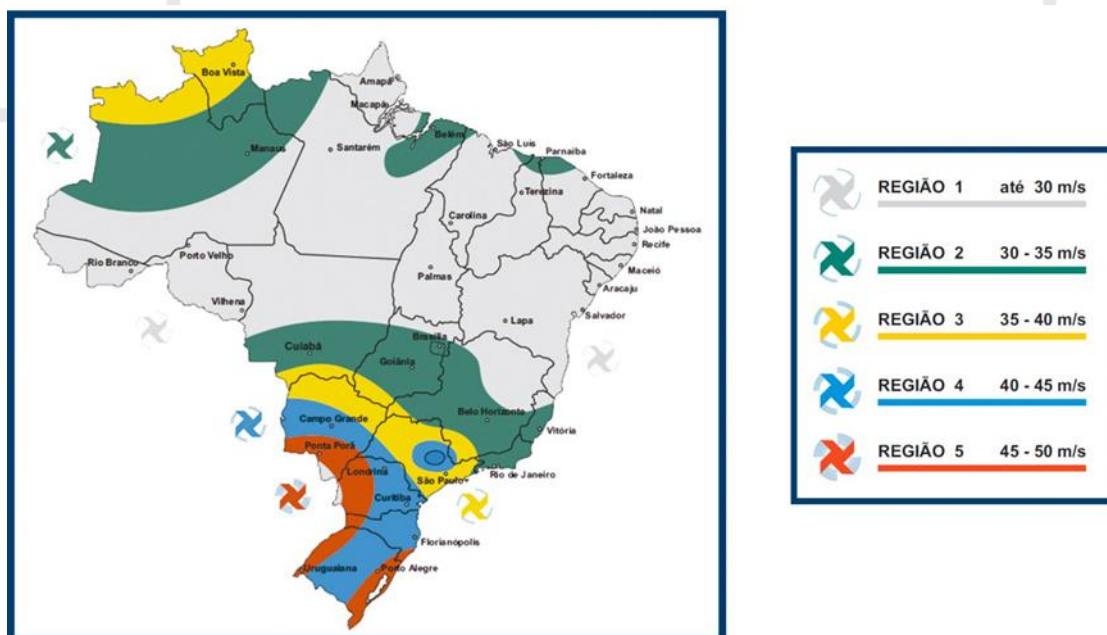 Boa Vista
Amapá
Macapá
Belém
Manaus
Santarém
São Luis
Parnaíba
Fortaleza
Terezina
Natal
Carolina
João Pessoa
Recife
Porto Velho
Rio Branco
Maceió
Palmas
Aracaju
Vilhena
Lapa
Salvador
Brasília
Cuiabá
Goiânia
Belo Horizonte
Campo Grande
Vitória
Ponta Porã
Londrina
Rio de Janeiro
São Paulo
Curitiba
Florianópolis
Uruguaiana
Porto Alegre
REGIÃO 1 até 30 m/s
REGIÃO 2 30 - 35 m/s
REGIÃO 3 35 - 40 m/s
REGIÃO 4 40 - 45 m/s
REGIÃO 5 45 - 50 m/s